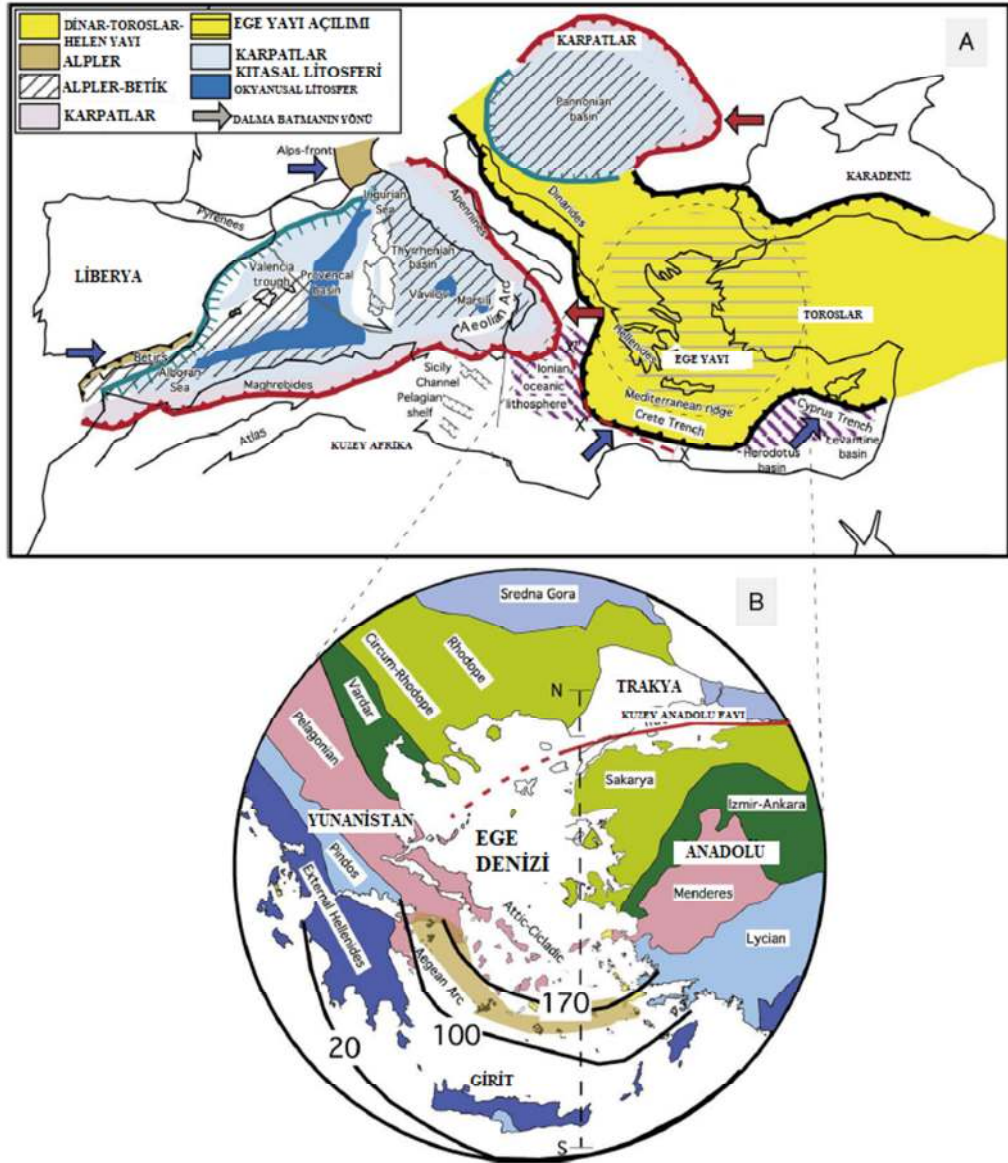 DİNAR-TOROSLAR-
HELEN YAYI
ALPLER
ALPLER-BETİK
KARPATLAR
EGE YAYI AÇILIMI
KARPATLAR
KITASAL LİTOSFERİ
OKYANUSAL LİTOSFER
DALMA BATMANIN YÖNÜ
A
KARPATLAR
Pannonian
basin
KARADENİZ
Alps-front
Pyrenees
Ligurian
Sea
Apennines
Dinarides
LİBERYA
Valencia
trough
Provencal
basin
Thyrrhenian
basin
Vavilov
Marsili
Aeolian Arc
TOROSLAR
EGE YAYI
Hellenides
Betics
Alboran
Sea
Maghrebides
Sicily
Channel
Pelagian
shelf
Ionian
oceanic
lithosphere
X'
X
Mediterranean ridge
Crete Trench
Cyprus Trench
Levantine
basin
Herodotus
basin
Atlas
KUZEY AFRİKA
B
Sredna Gora
Rhodope
Circum-Rhodope
Vardar
Pelagonian
TRAKYA
N
KUZEY ANADOLU FAYI
Sakarya
Izmir-Ankara
YUNANİSTAN
EGE
DENİZİ
ANADOLU
Menderes
Pindos
External Hellenides
Attic-Cicladic
Lycian
Aegean Arc
170
100
20
GİRİT
S